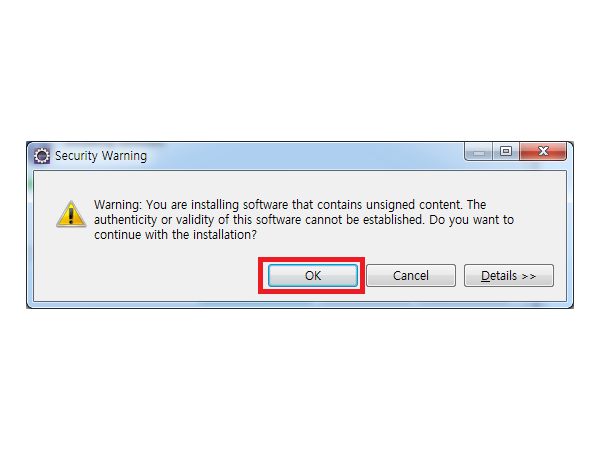 Security Warning
Warning: You are installing software that contains unsigned content. The
authenticity or validity of this software cannot be established. Do you want to
continue with the installation?
OK Cancel Details >>